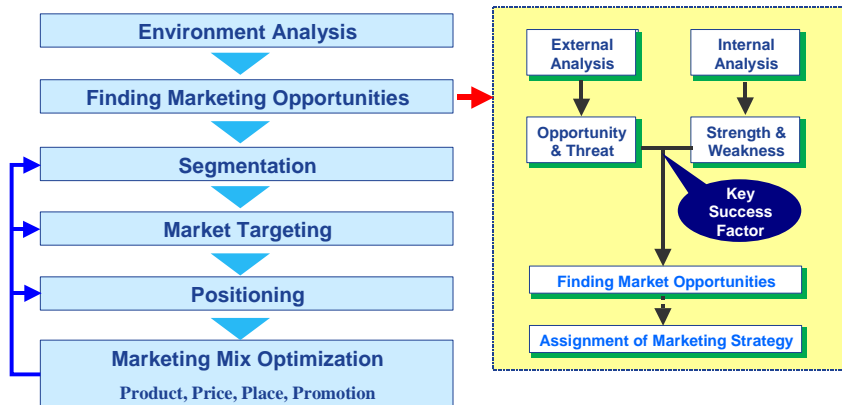 Environment Analysis
Finding Marketing Opportunities
Segmentation
Market Targeting
Positioning
Marketing Mix Optimization
Product, Price, Place, Promotion
External
Analysis
Internal
Analysis
Opportunity
& Threat
Strength &
Weakness
Key
Success
Factor
Finding Market Opportunities
Assignment of Marketing Strategy